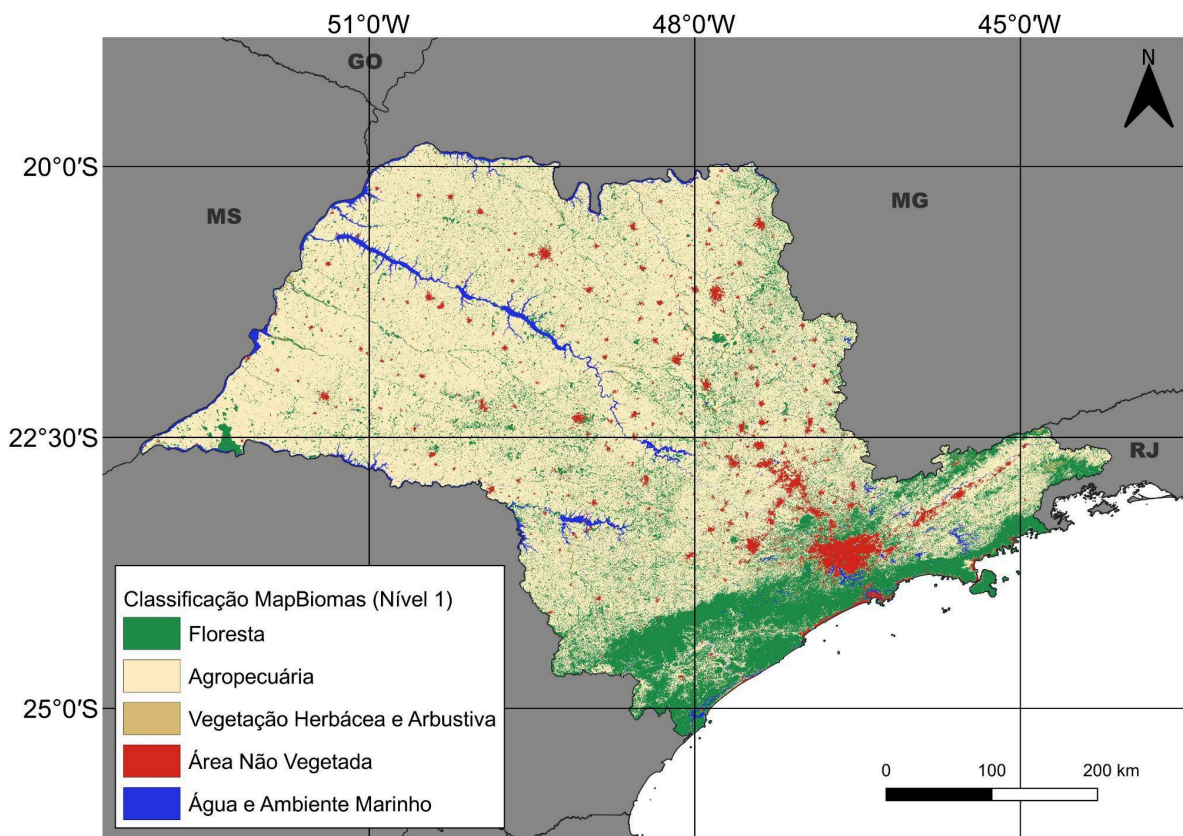 51°0'W 48°0'W 45°0'W
GO
N
20°0'S
MS
MG
22°30'S
RJ
Classificação MapBiomas (Nível 1)
Floresta
Agropecuária
25°0'S
Vegetação Herbácea e Arbustiva
Área Não Vegetada
0 100 200 km
Água e Ambiente Marinho